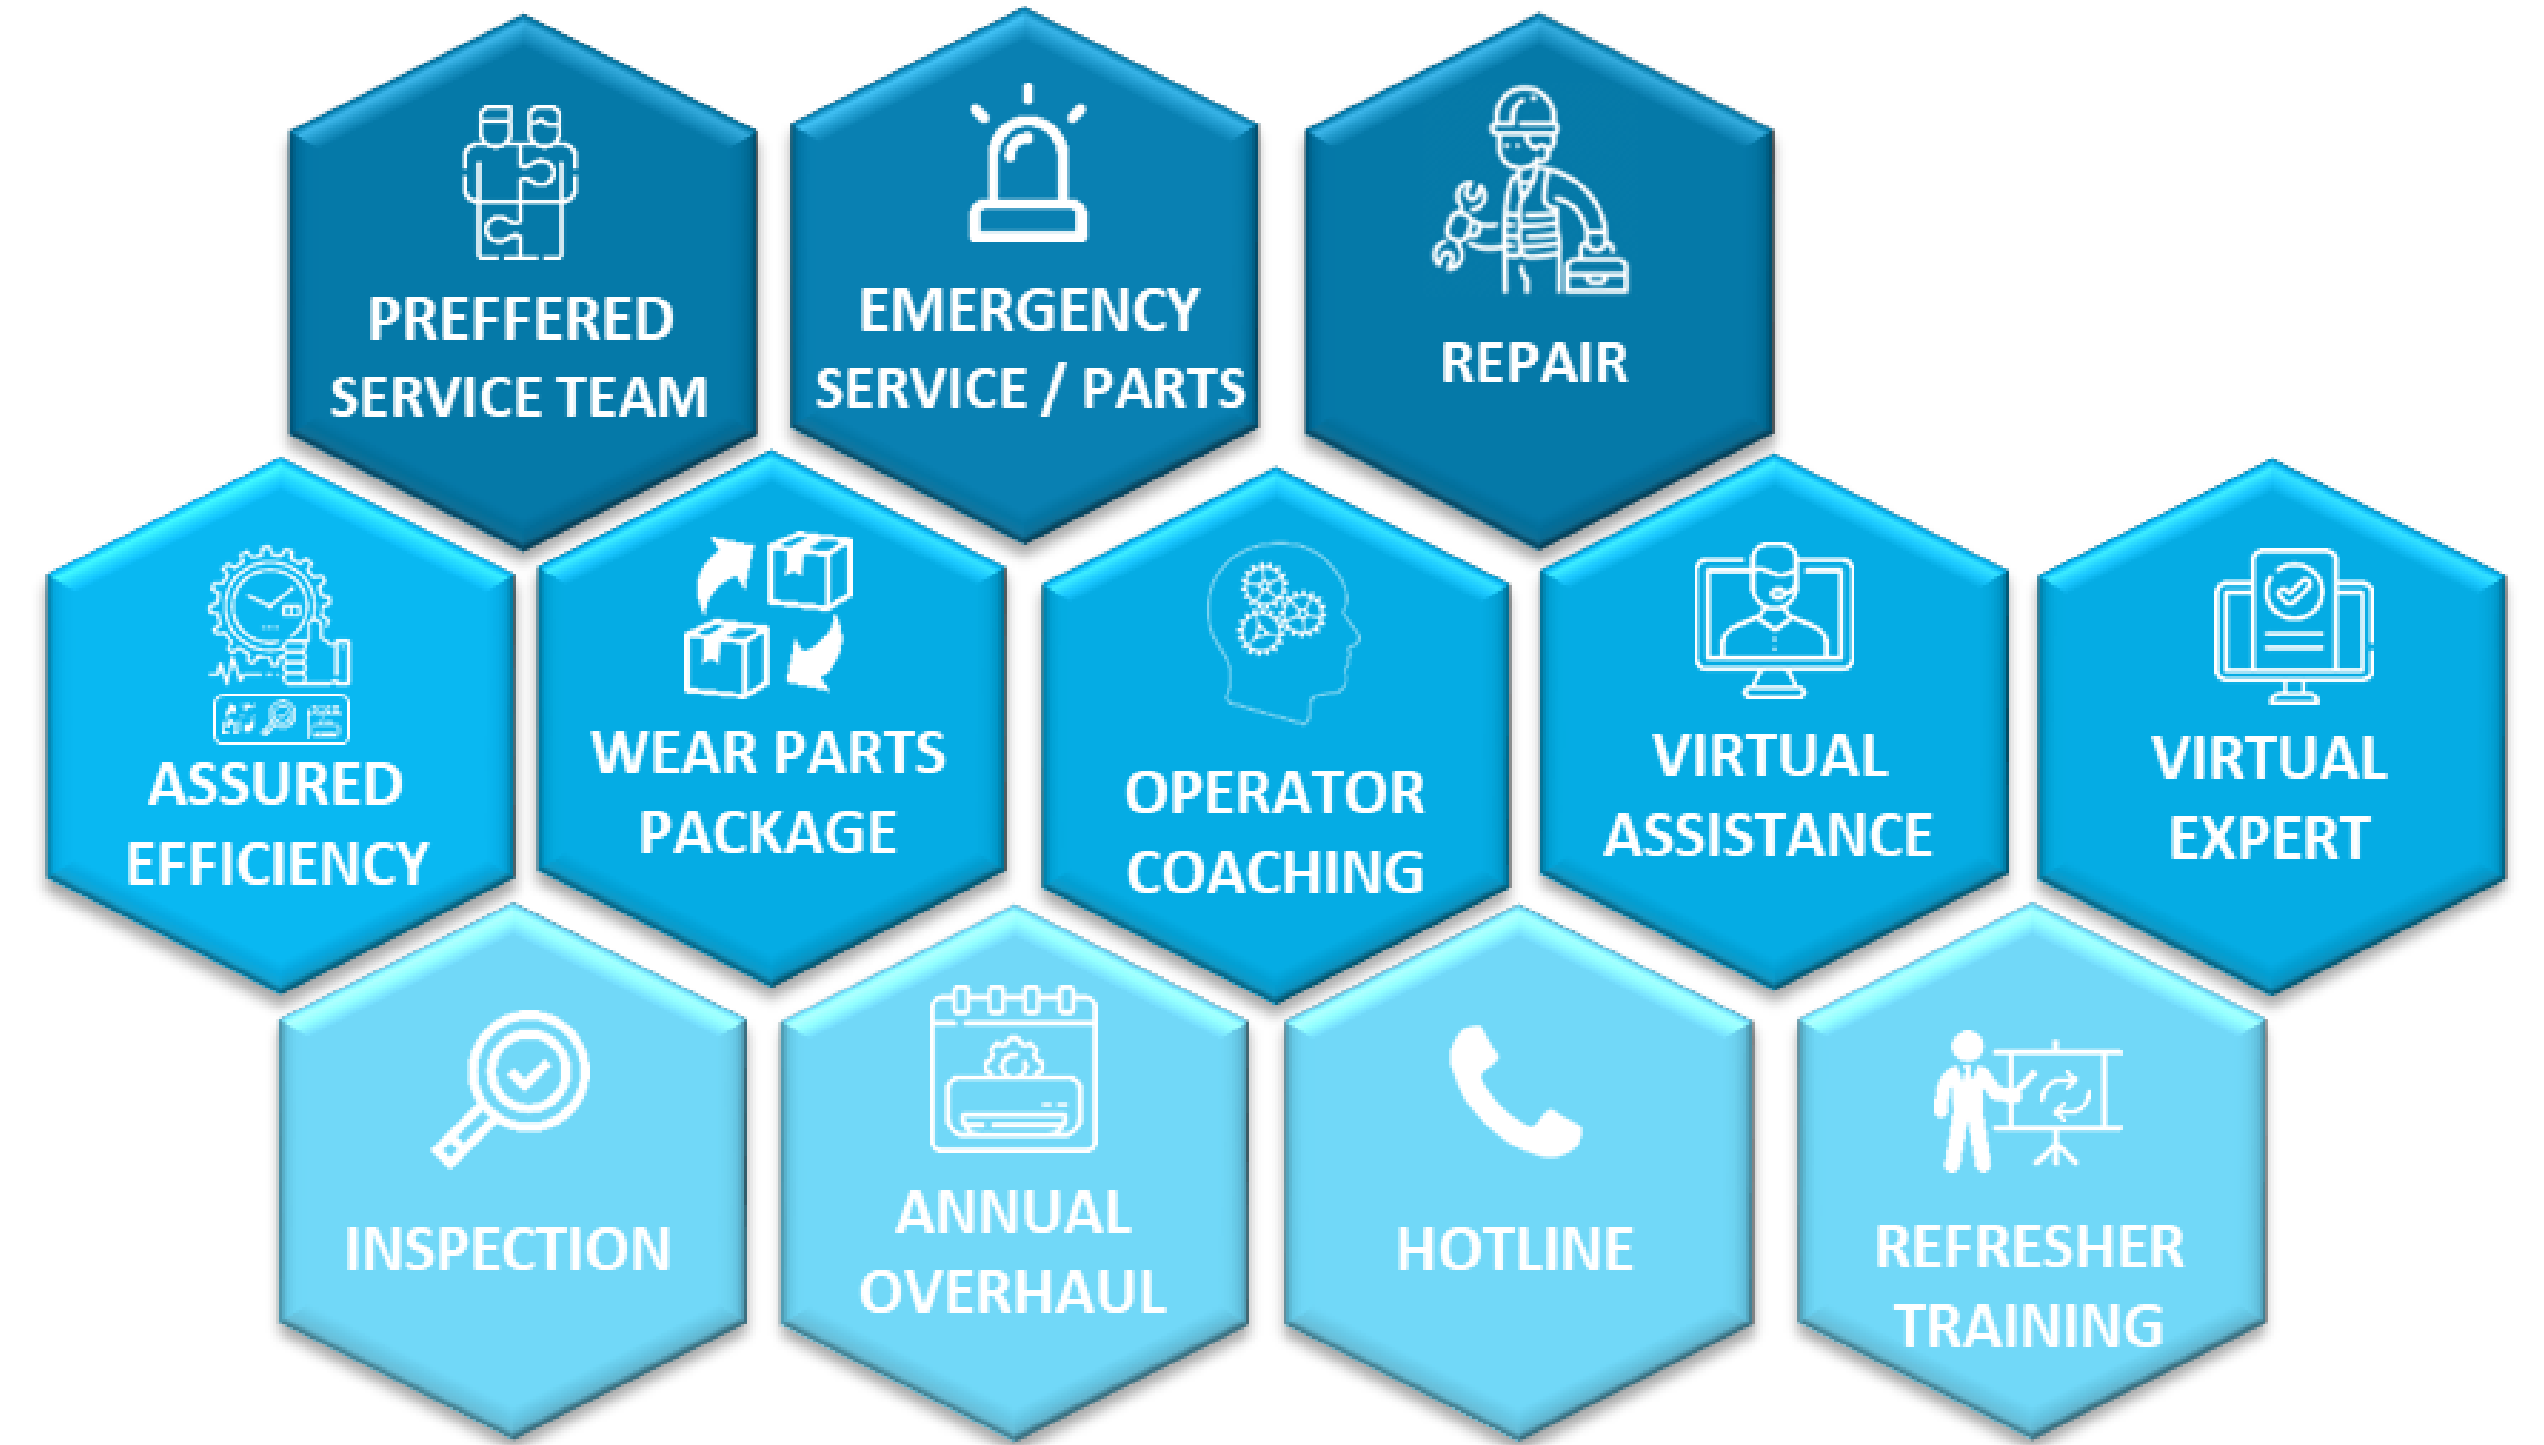 PREFFERED
SERVICE TEAM
EMERGENCY
SERVICE / PARTS
REPAIR
ASSURED
EFFICIENCY
WEAR PARTS
PACKAGE
OPERATOR
COACHING
VIRTUAL
ASSISTANCE
VIRTUAL
EXPERT
INSPECTION
ANNUAL
OVERHAUL
HOTLINE
REFRESHER
TRAINING